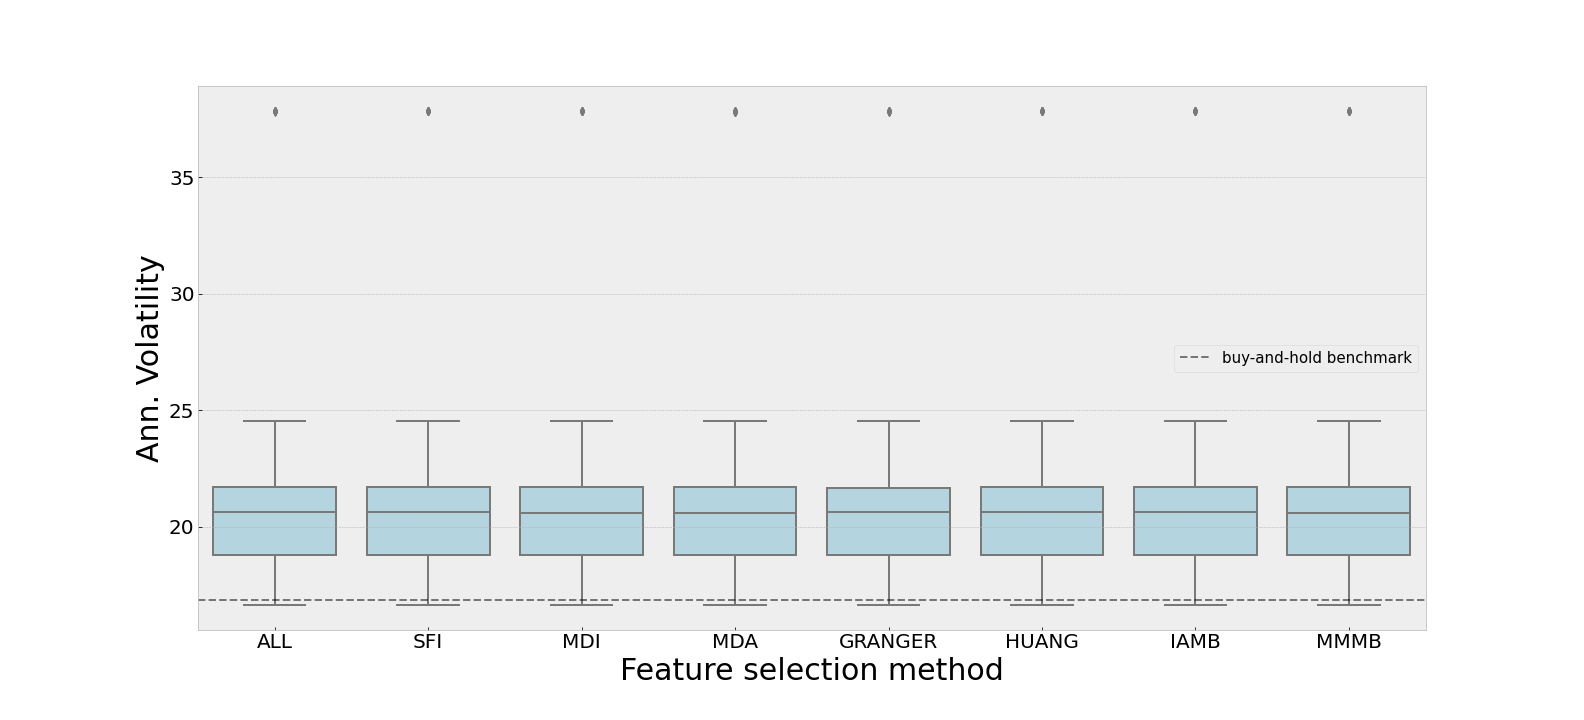 35
30
25
20
Ann. Volatility
buy-and-hold benchmark
ALL SFI MDI MDA GRANGER HUANG IAMB MMMB
Feature selection method